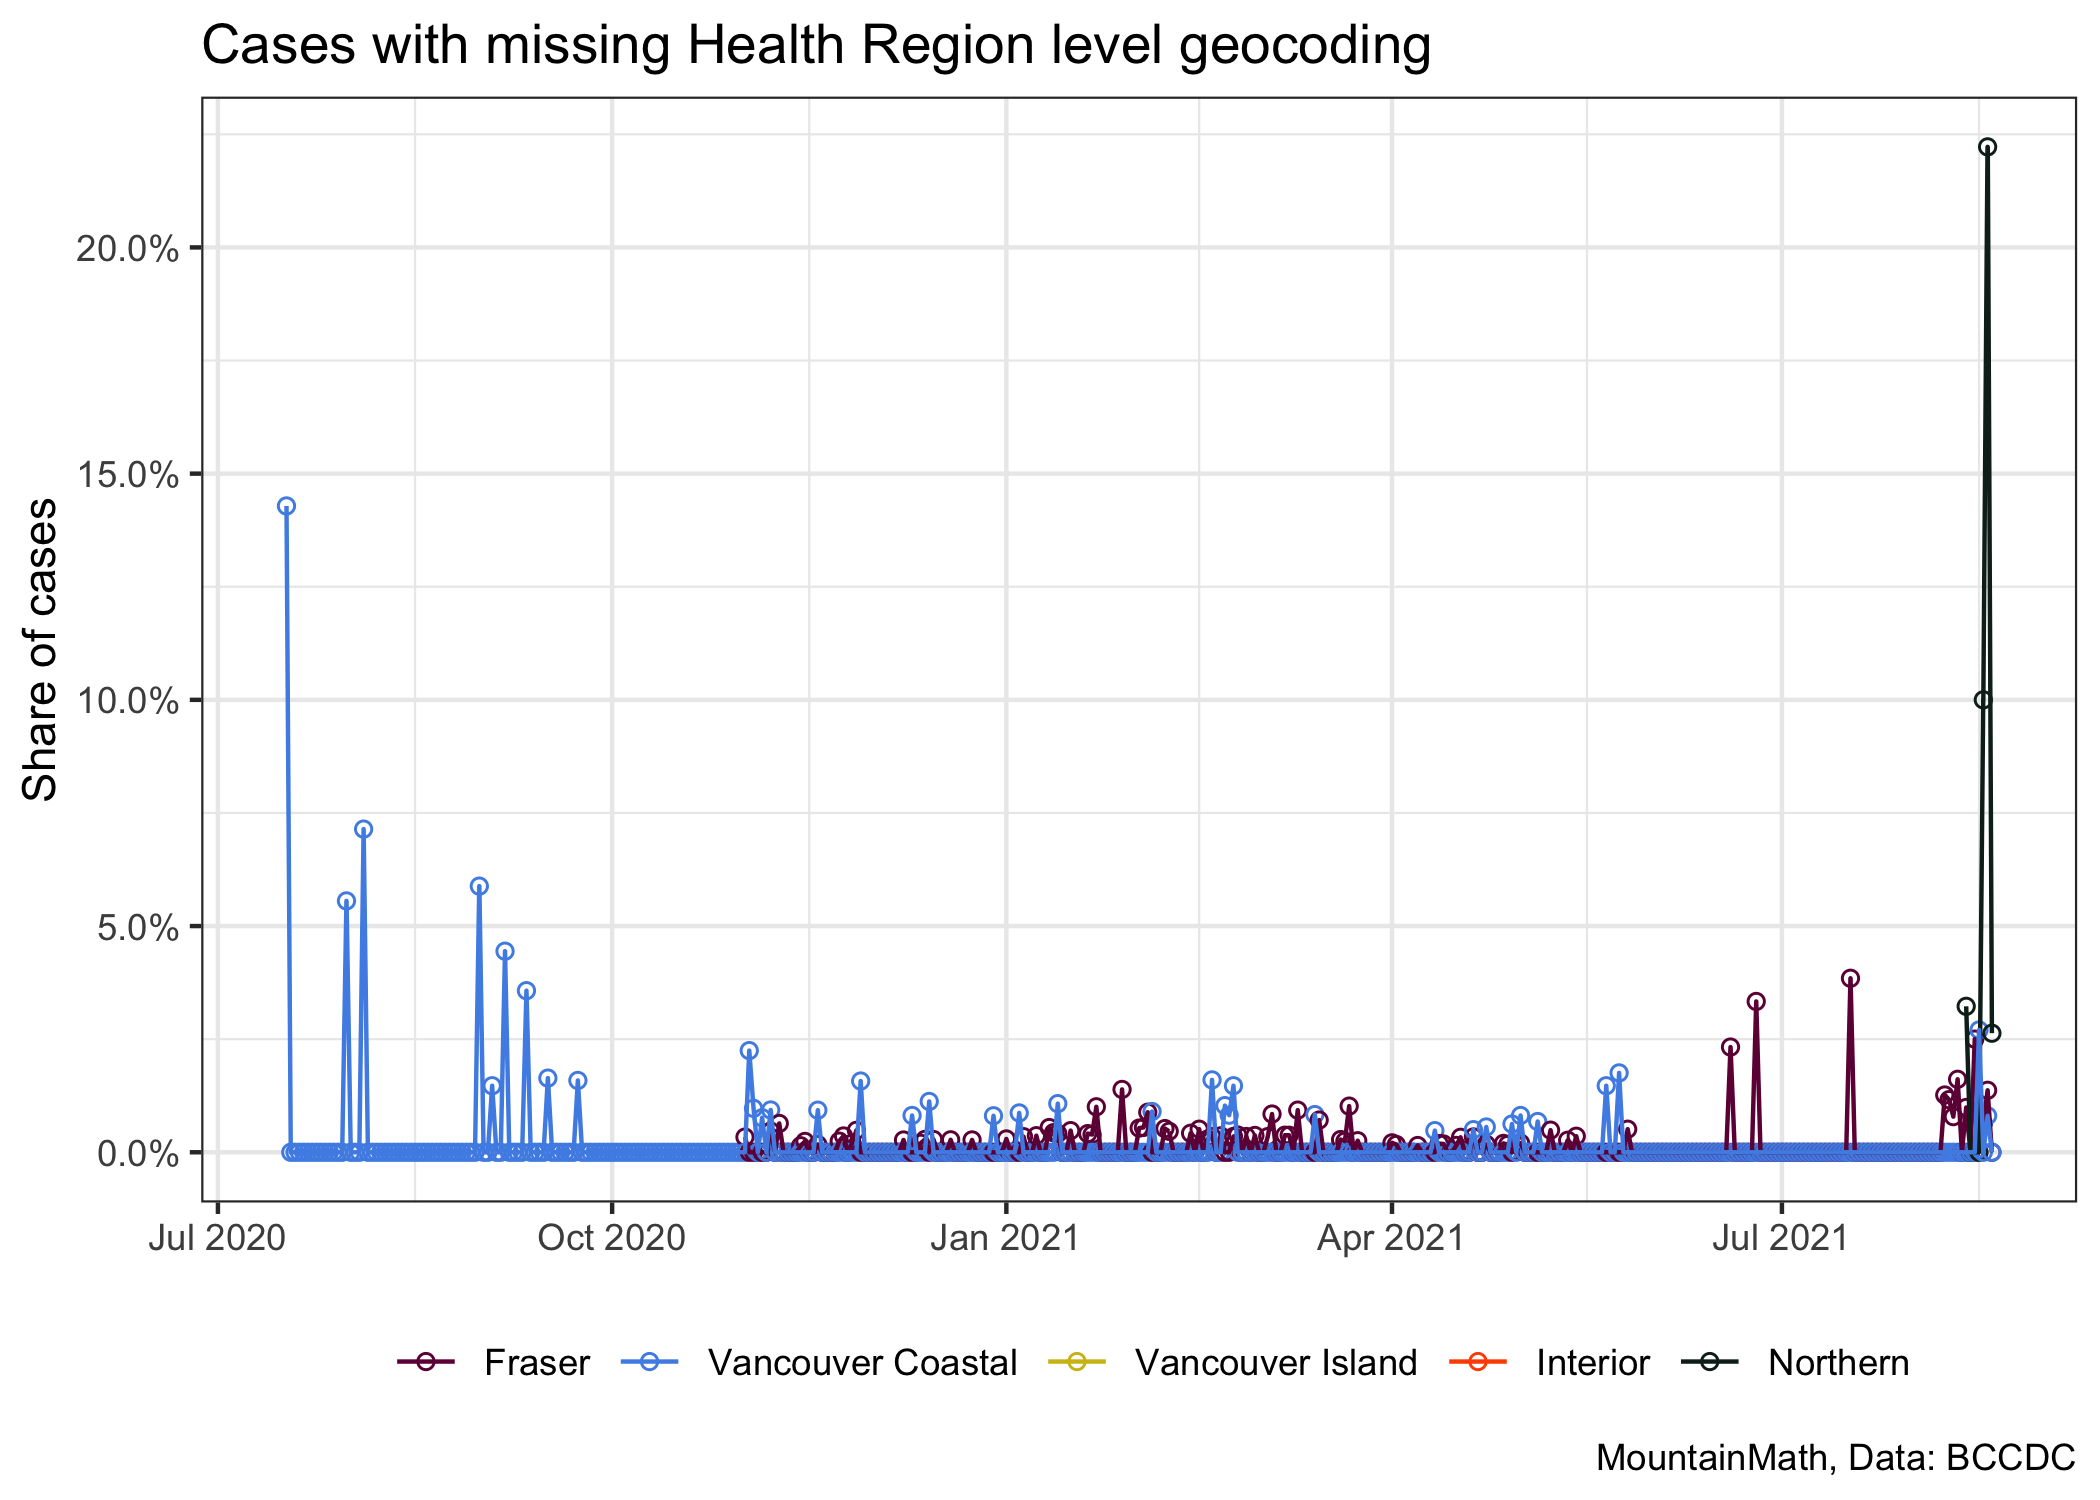 Cases with missing Health Region level geocoding
Share of cases
20.0%
15.0%
10.0%
5.0%
0.0%
Jul 2020 Oct 2020 Jan 2021 Apr 2021 Jul 2021
Fraser Vancouver Coastal Vancouver Island Interior Northern
MountainMath, Data: BCCDC